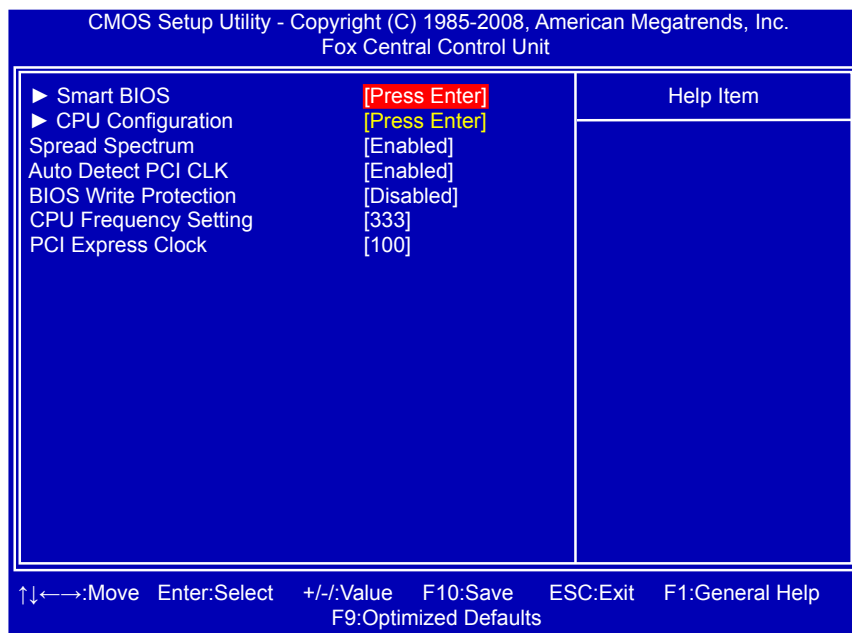 CMOS Setup Utility - Copyright (C) 1985-2008, American Megatrends, Inc.
Fox Central Control Unit
► Smart BIOS [Press Enter] Help Item
► CPU Configuration [Press Enter]
Spread Spectrum [Enabled]
Auto Detect PCI CLK [Enabled]
BIOS Write Protection [Disabled]
CPU Frequency Setting [333]
PCI Express Clock [100]
↑↓←→:Move Enter:Select +/-/:Value F10:Save ESC:Exit F1:General Help
F9:Optimized Defaults